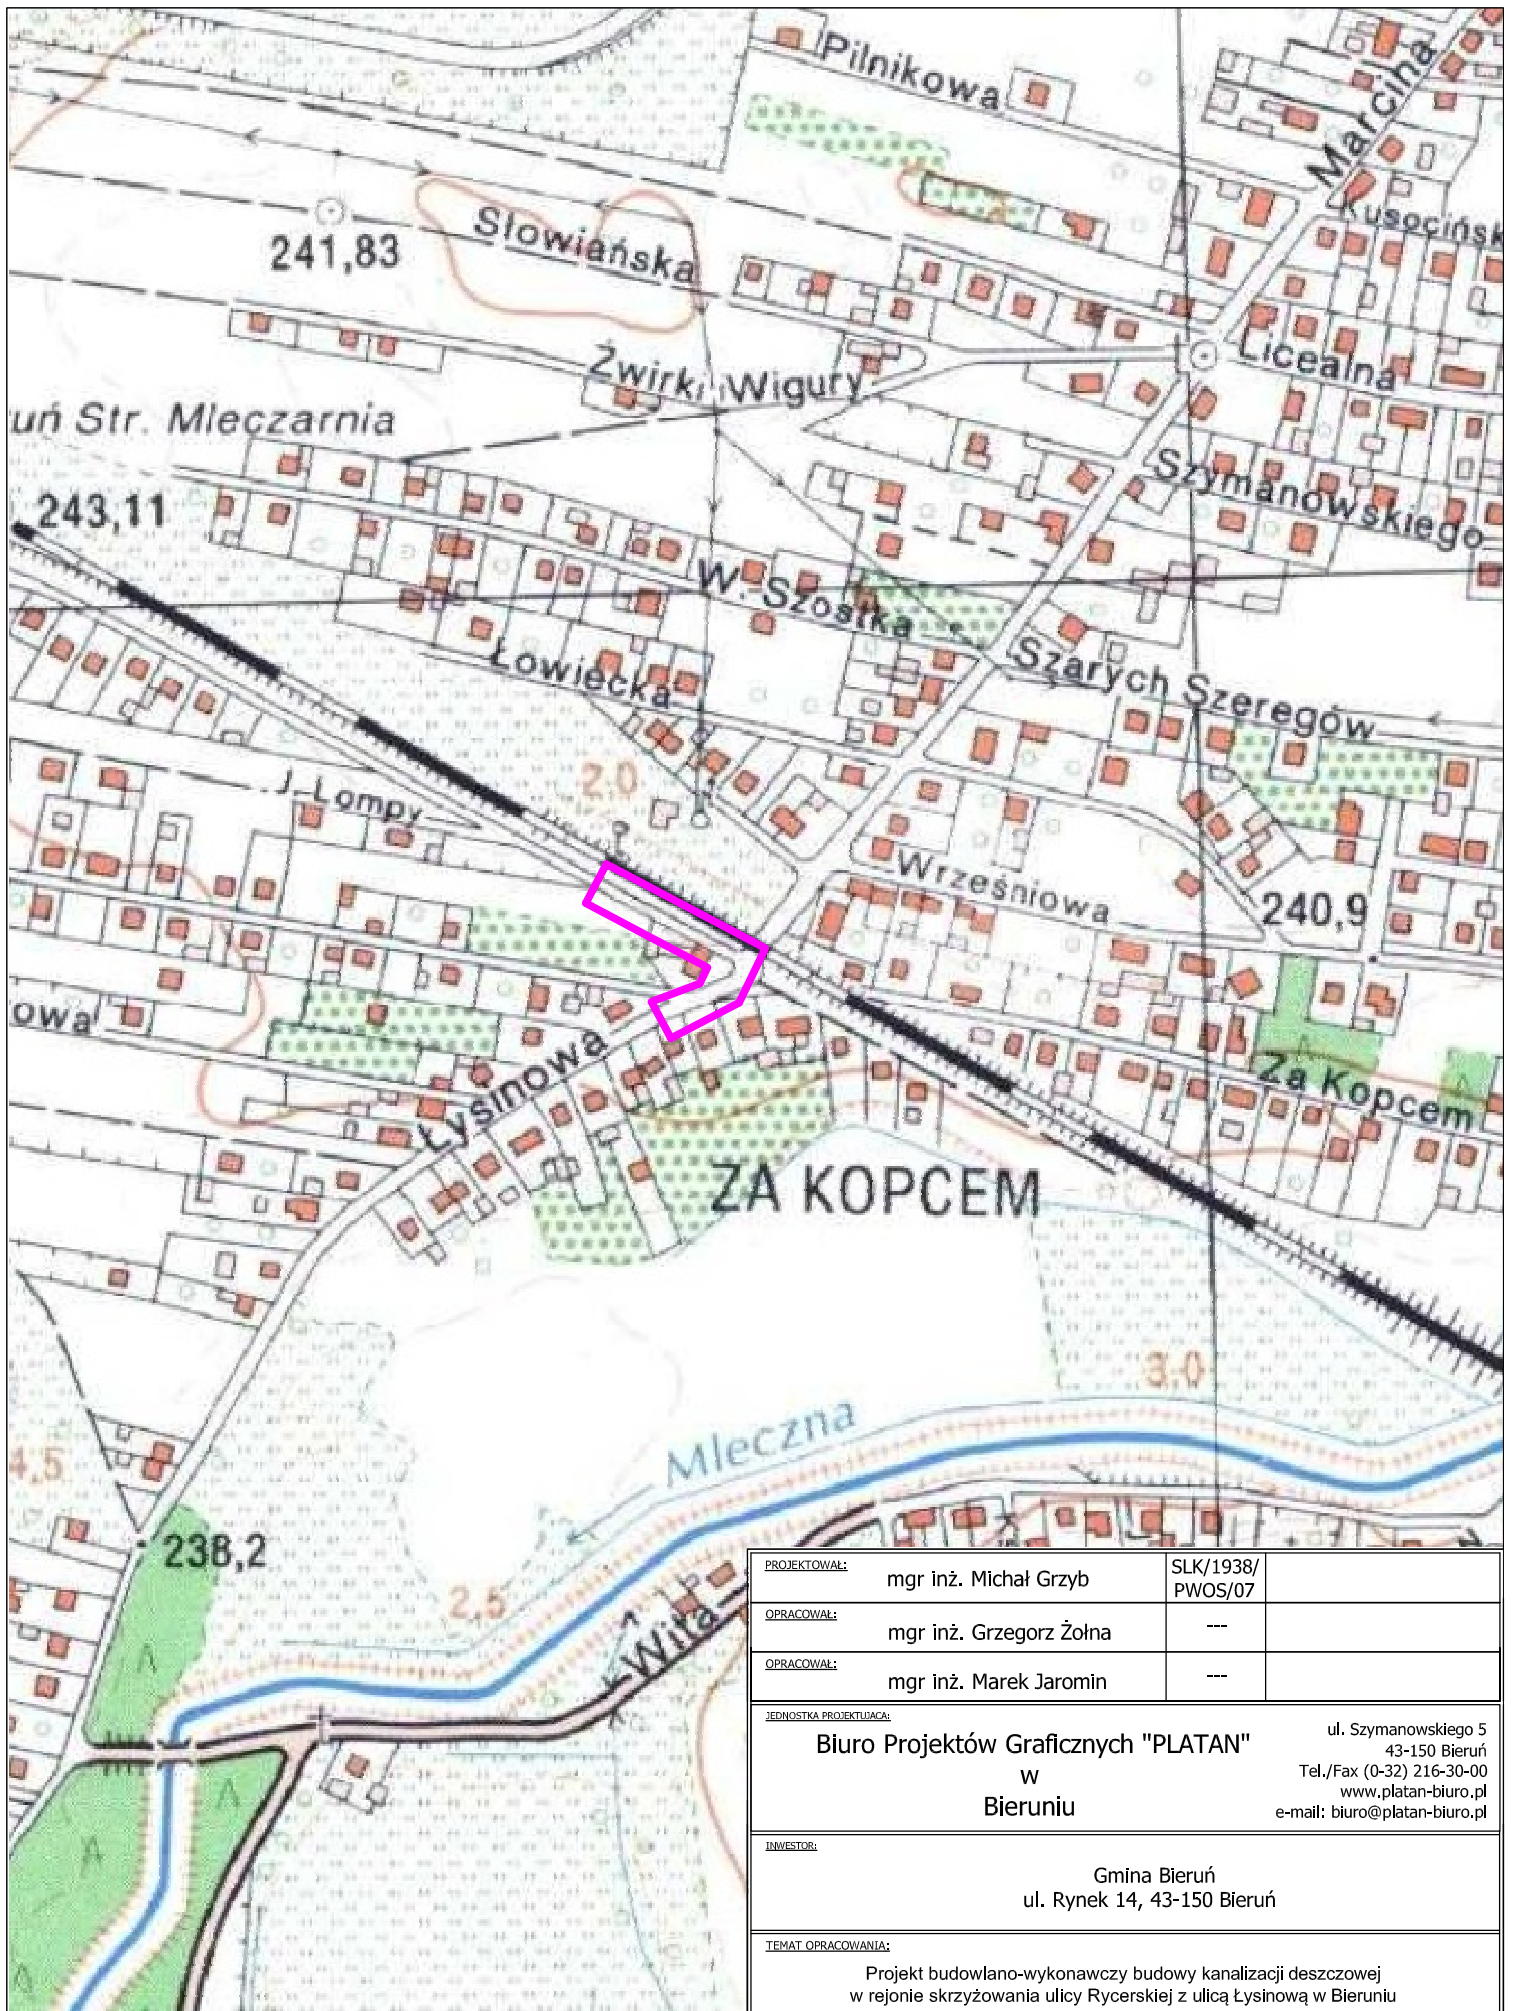 Pilnikowa
Marcina
Kusocińsk
Słowiańska
241,83
Licealna
Żwirki i Wigury
uń Str. Mleczarnia
Szymanowskiego
243,11
W. Szostka
Łowiecka
Szarych Szeregów
2.0
J. Lompy
Wrześniowa
240,9
owa
Łysinowa
Za Kopcem
ZA KOPCEM
3.0
Mleczna
4,5
238,2
2,5
Wita
PROJEKTOWAŁ:
mgr inż. Michał Grzyb
SLK/1938/
PWOS/07
OPRACOWAŁ:
mgr inż. Grzegorz Żołna
---
OPRACOWAŁ:
mgr inż. Marek Jaromin
---
JEDNOSTKA PROJEKTUJACA:
Biuro Projektów Graficznych "PLATAN"
w
Bieruniu
ul. Szymanowskiego 5
43-150 Bieruń
Tel./Fax (0-32) 216-30-00
www.platan-biuro.pl
e-mail: biuro@platan-biuro.pl
INWESTOR:
Gmina Bieruń
ul. Rynek 14, 43-150 Bieruń
TEMAT OPRACOWANIA:
Projekt budowlano-wykonawczy budowy kanalizacji deszczowej
w rejonie skrzyżowania ulicy Rycerskiej z ulicą Łysinową w Bieruniu